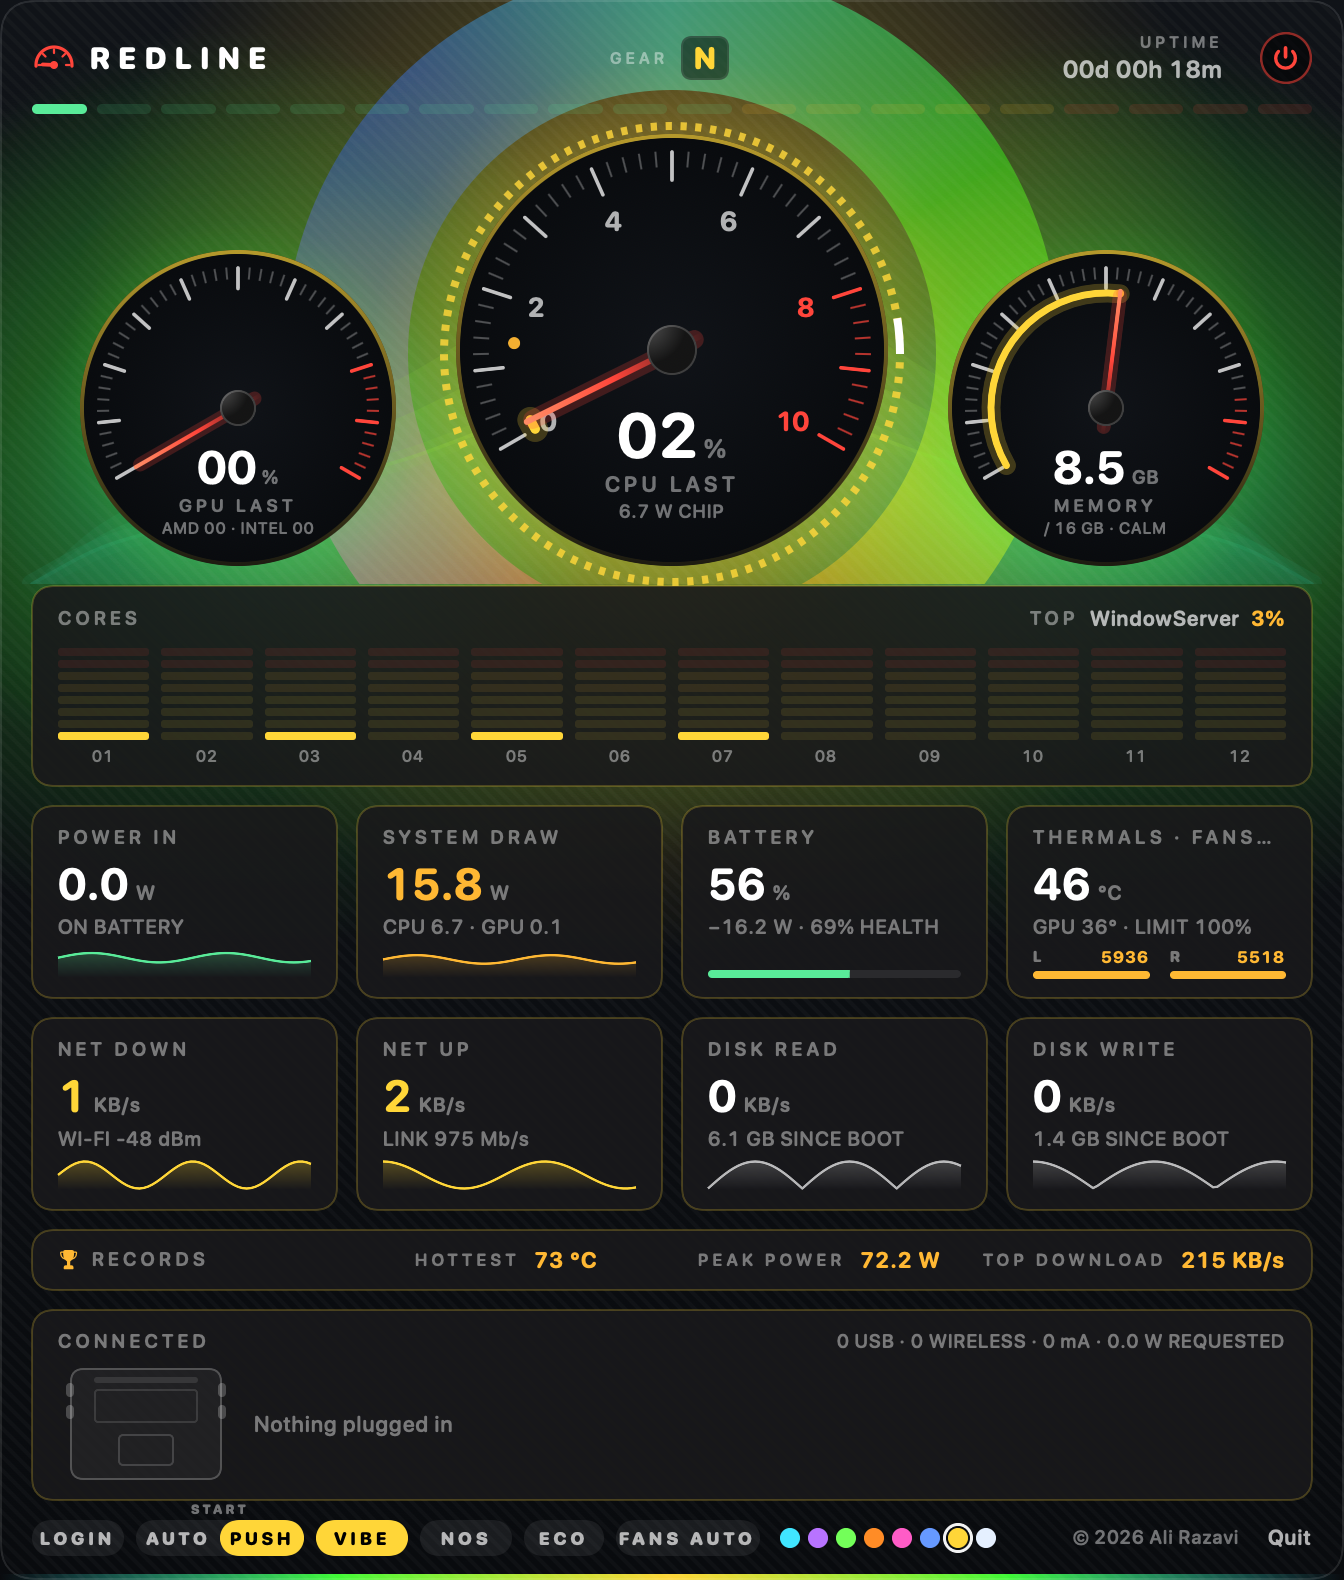 REDLINE
GEAR N
UPTIME
00d 00h 18m
4 6
2 8
0 10
02 %
CPU LAST
6.7 W CHIP
00 %
GPU LAST
AMD 00 · INTEL 00
8.5 GB
MEMORY
/ 16 GB · CALM
CORES
TOP WindowServer 3%
01 02 03 04 05 06 07 08 09 10 11 12
POWER IN
0.0 W
ON BATTERY
SYSTEM DRAW
15.8 W
CPU 6.7 · GPU 0.1
BATTERY
56 %
−16.2 W · 69% HEALTH
THERMALS · FANS…
46 °C
GPU 36° · LIMIT 100%
L 5936 R 5518
NET DOWN
1 KB/s
WI-FI -48 dBm
NET UP
2 KB/s
LINK 975 Mb/s
DISK READ
0 KB/s
6.1 GB SINCE BOOT
DISK WRITE
0 KB/s
1.4 GB SINCE BOOT
RECORDS HOTTEST 73 °C PEAK POWER 72.2 W TOP DOWNLOAD 215 KB/s
CONNECTED
0 USB · 0 WIRELESS · 0 mA · 0.0 W REQUESTED
Nothing plugged in
START
LOGIN AUTO PUSH VIBE NOS ECO FANS AUTO © 2026 Ali Razavi Quit